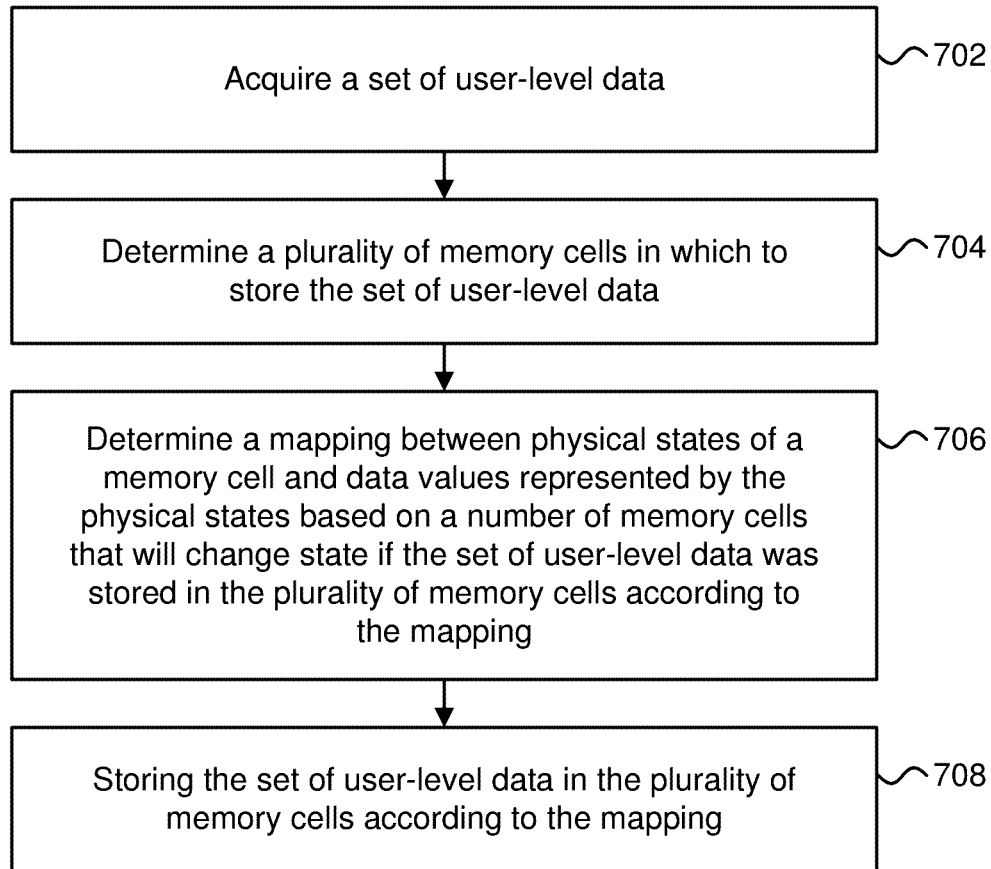 Acquire a set of user-level data
702
Determine a plurality of memory cells in which to
store the set of user-level data
704
Determine a mapping between physical states of a
memory cell and data values represented by the
physical states based on a number of memory cells
that will change state if the set of user-level data was
stored in the plurality of memory cells according to
the mapping
706
Storing the set of user-level data in the plurality of
memory cells according to the mapping
708